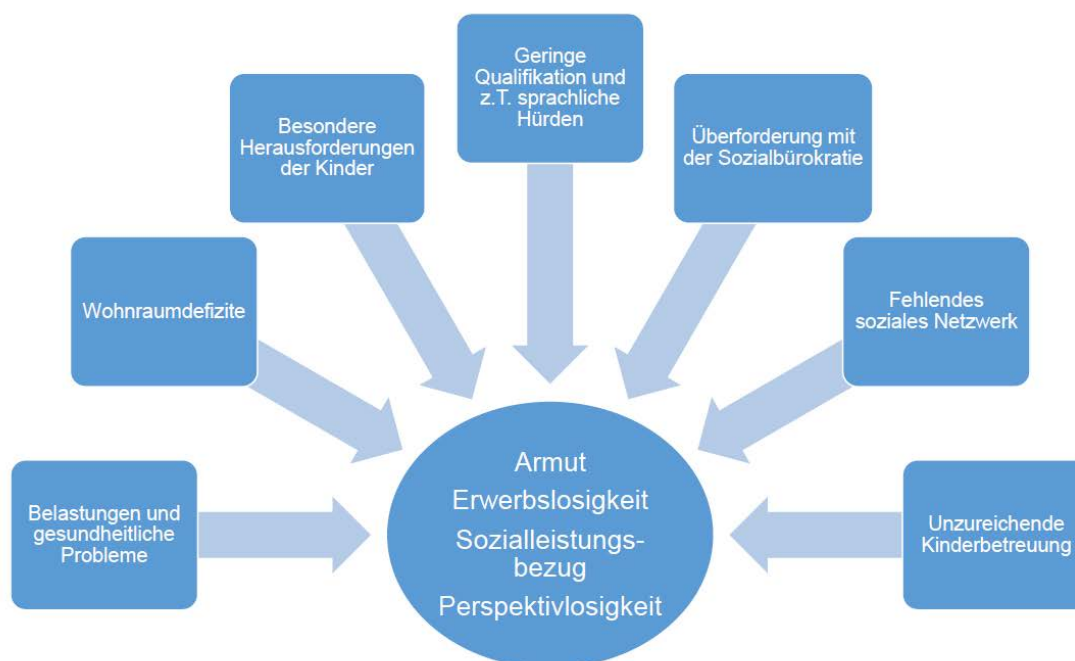 Geringe
Qualifikation und
z.T. sprachliche
Hürden
Besondere
Herausforderungen
der Kinder
Überforderung mit
der Sozialbürokratie
Wohnraumdefizite
Fehlendes
soziales Netzwerk
Belastungen und
gesundheitliche
Probleme
Armut
Erwerbslosigkeit
Sozialleistungs-
bezug
Perspektivlosigkeit
Unzureichende
Kinderbetreuung